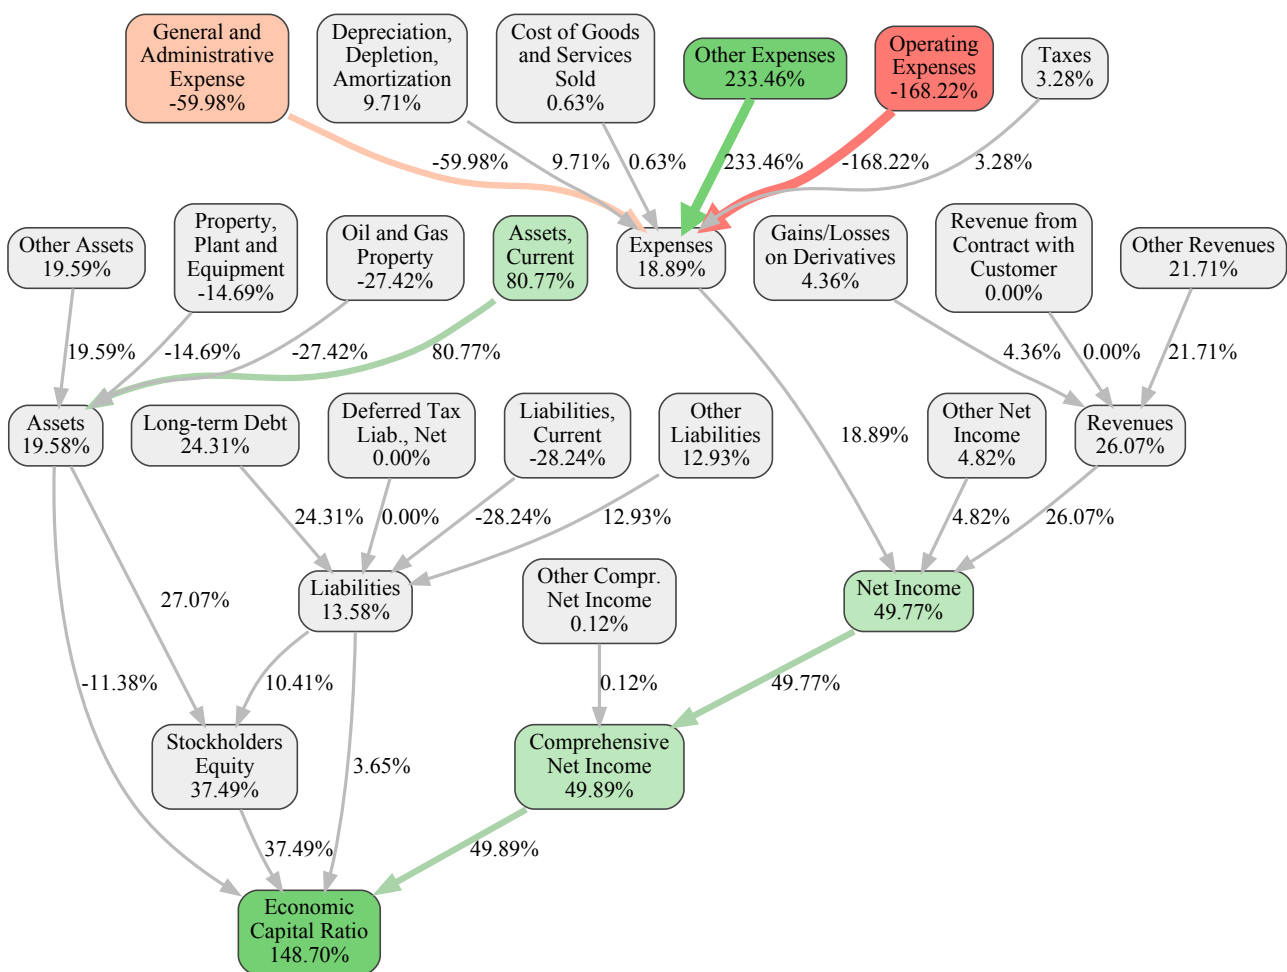 General and
Administrative
Expense
-59.98%
Depreciation,
Depletion,
Amortization
9.71%
Cost of Goods
and Services
Sold
0.63%
Other Expenses
233.46%
Operating
Expenses
-168.22%
Taxes
3.28%
-59.98%
9.71%
0.63%
233.46%
-168.22%
3.28%
Other Assets
19.59%
Property,
Plant and
Equipment
-14.69%
Oil and Gas
Property
-27.42%
Assets,
Current
80.77%
Expenses
18.89%
Gains/Losses
on Derivatives
4.36%
Revenue from
Contract with
Customer
0.00%
Other Revenues
21.71%
19.59%
-14.69%
-27.42%
80.77%
4.36%
0.00%
21.71%
Assets
19.58%
Long-term Debt
24.31%
Deferred Tax
Liab., Net
0.00%
Liabilities,
Current
-28.24%
Other
Liabilities
12.93%
18.89%
Other Net
Income
4.82%
Revenues
26.07%
24.31%
0.00%
-28.24%
12.93%
4.82%
26.07%
27.07%
Liabilities
13.58%
Other Compr.
Net Income
0.12%
Net Income
49.77%
-11.38%
10.41%
0.12%
49.77%
Stockholders
Equity
37.49%
3.65%
Comprehensive
Net Income
49.89%
37.49%
49.89%
Economic
Capital Ratio
148.70%